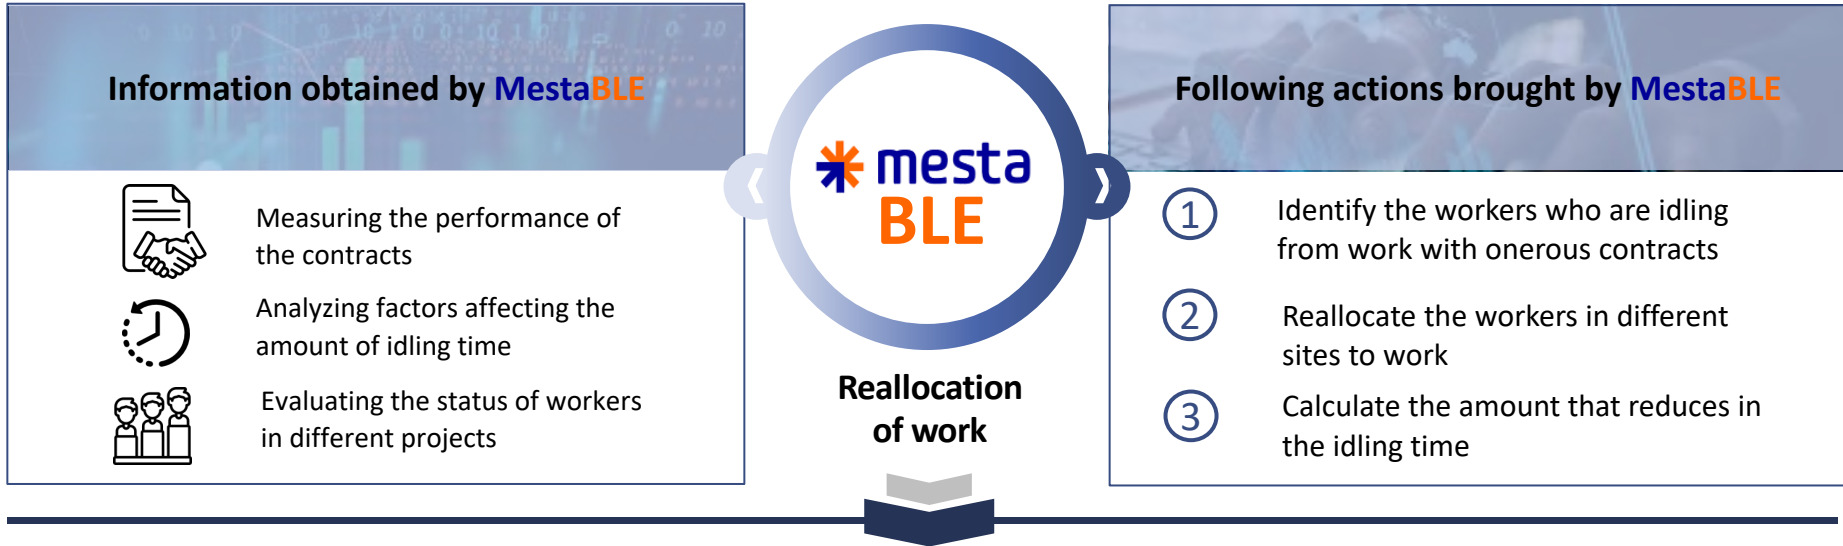 Information obtained by MestaBLE
Measuring the performance of
the contracts
Analyzing factors affecting the
amount of idling time
Evaluating the status of workers
in different projects
mesta
BLE
Reallocation
of work
Following actions brought by MestaBLE
1
Identify the workers who are idling
from work with onerous contracts
2
Reallocate the workers in different
sites to work
3
Calculate the amount that reduces in
the idling time